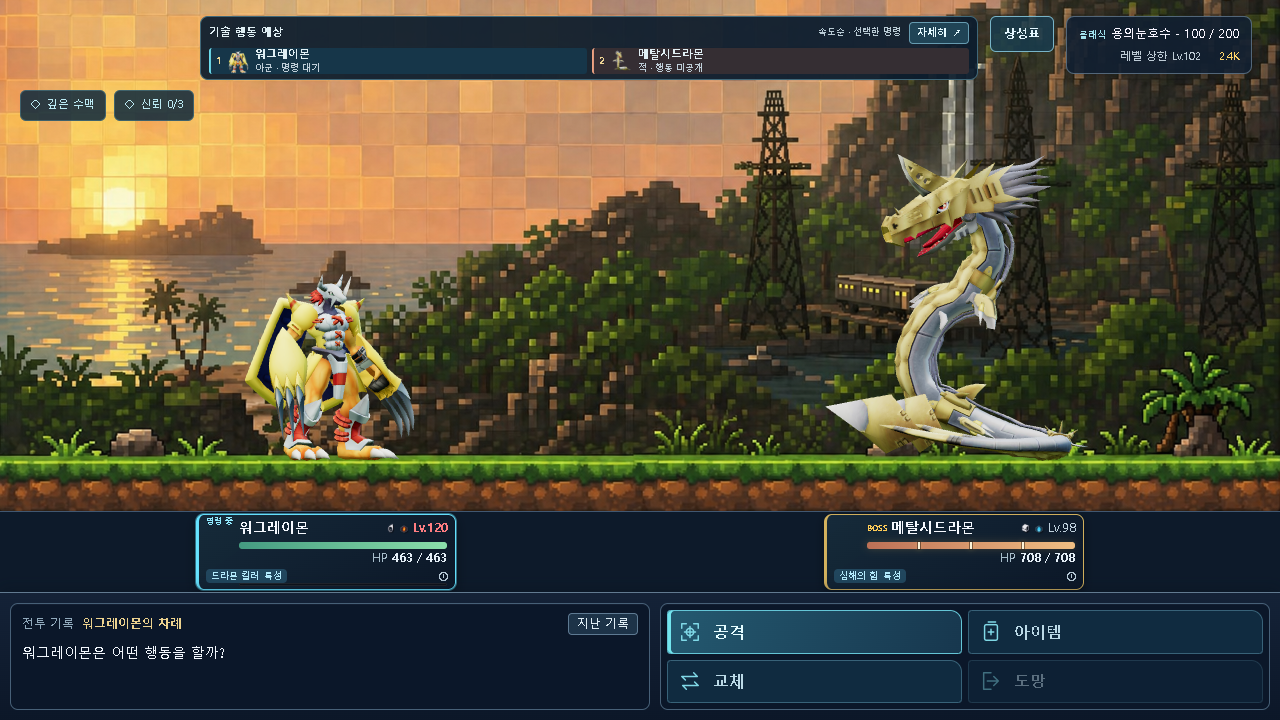 기술 행동 예상
속도순 · 선택한 명령
자세히 ↗
1 워그레이몬
아군 · 명령 대기
2 메탈시드라몬
적 · 행동 미공개
상성표
클래식 용의눈호수 - 100 / 200
레벨 상한 Lv.102 24K
◇ 깊은 수맥
◇ 신뢰 0/3
명령 중 워그레이몬 Lv.120
HP 463 / 463
드라몬 킬러 특성
BOSS 메탈시드라몬 Lv.98
HP 708 / 708
심해의 힘 특성
전투 기록 워그레이몬의 차례
지난 기록
워그레이몬은 어떤 행동을 할까?
공격
아이템
교체
도망